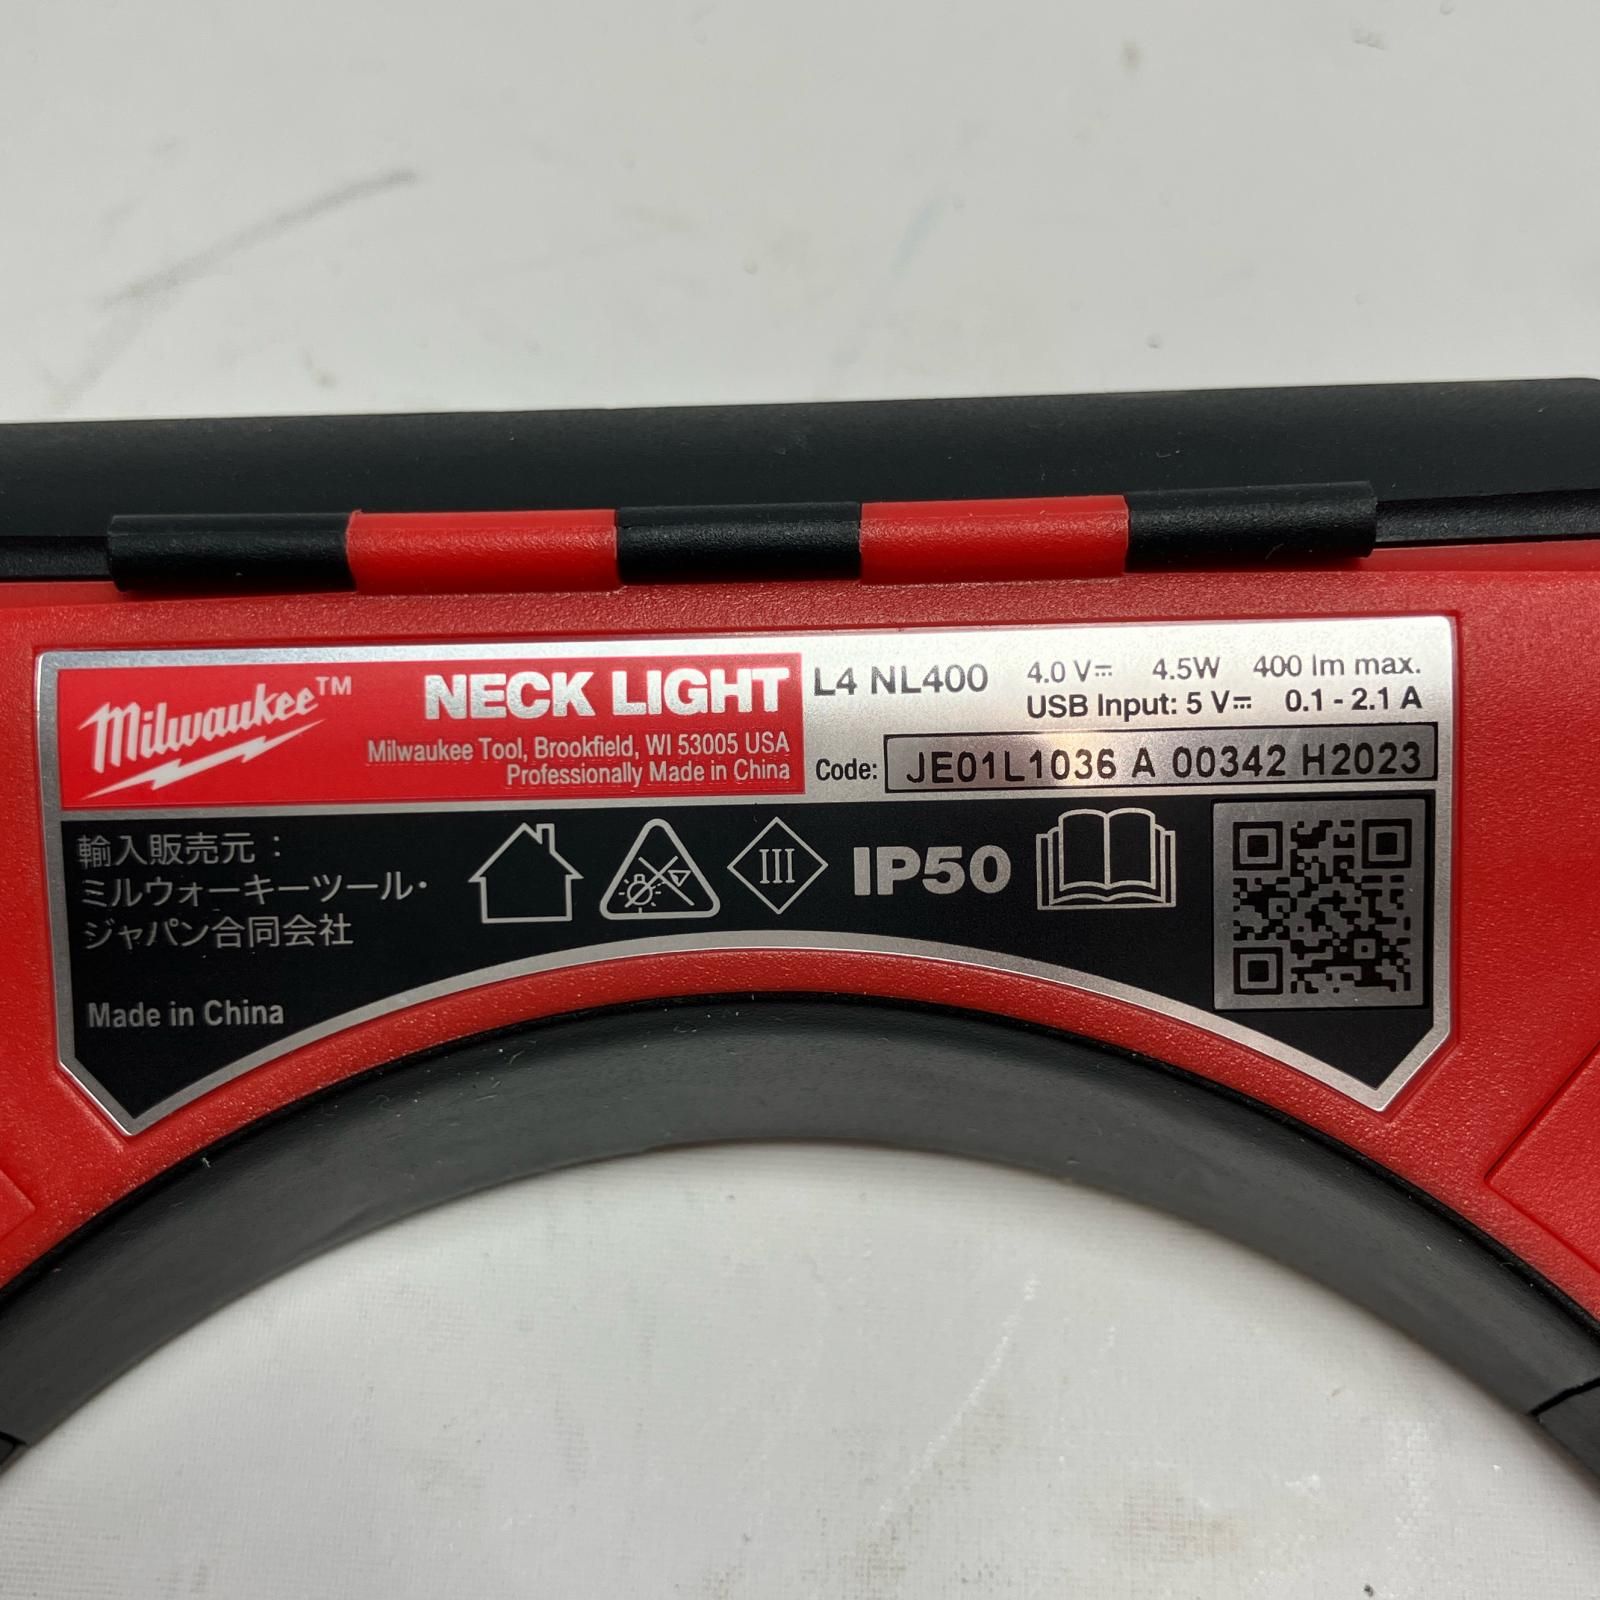 Milwaukee™
NECK LIGHT
Milwaukee Tool, Brookfield, WI 53005 USA
Professionally Made in China
L4 NL400 4.0 V⎓ 4.5W 400 lm max.
USB Input: 5 V⎓ 0.1 - 2.1 A
Code: JE01L1036 A 00342 H2023
輸入販売元：
ミルウォーキーツール・
ジャパン合同会社
Made in China
III
IP50